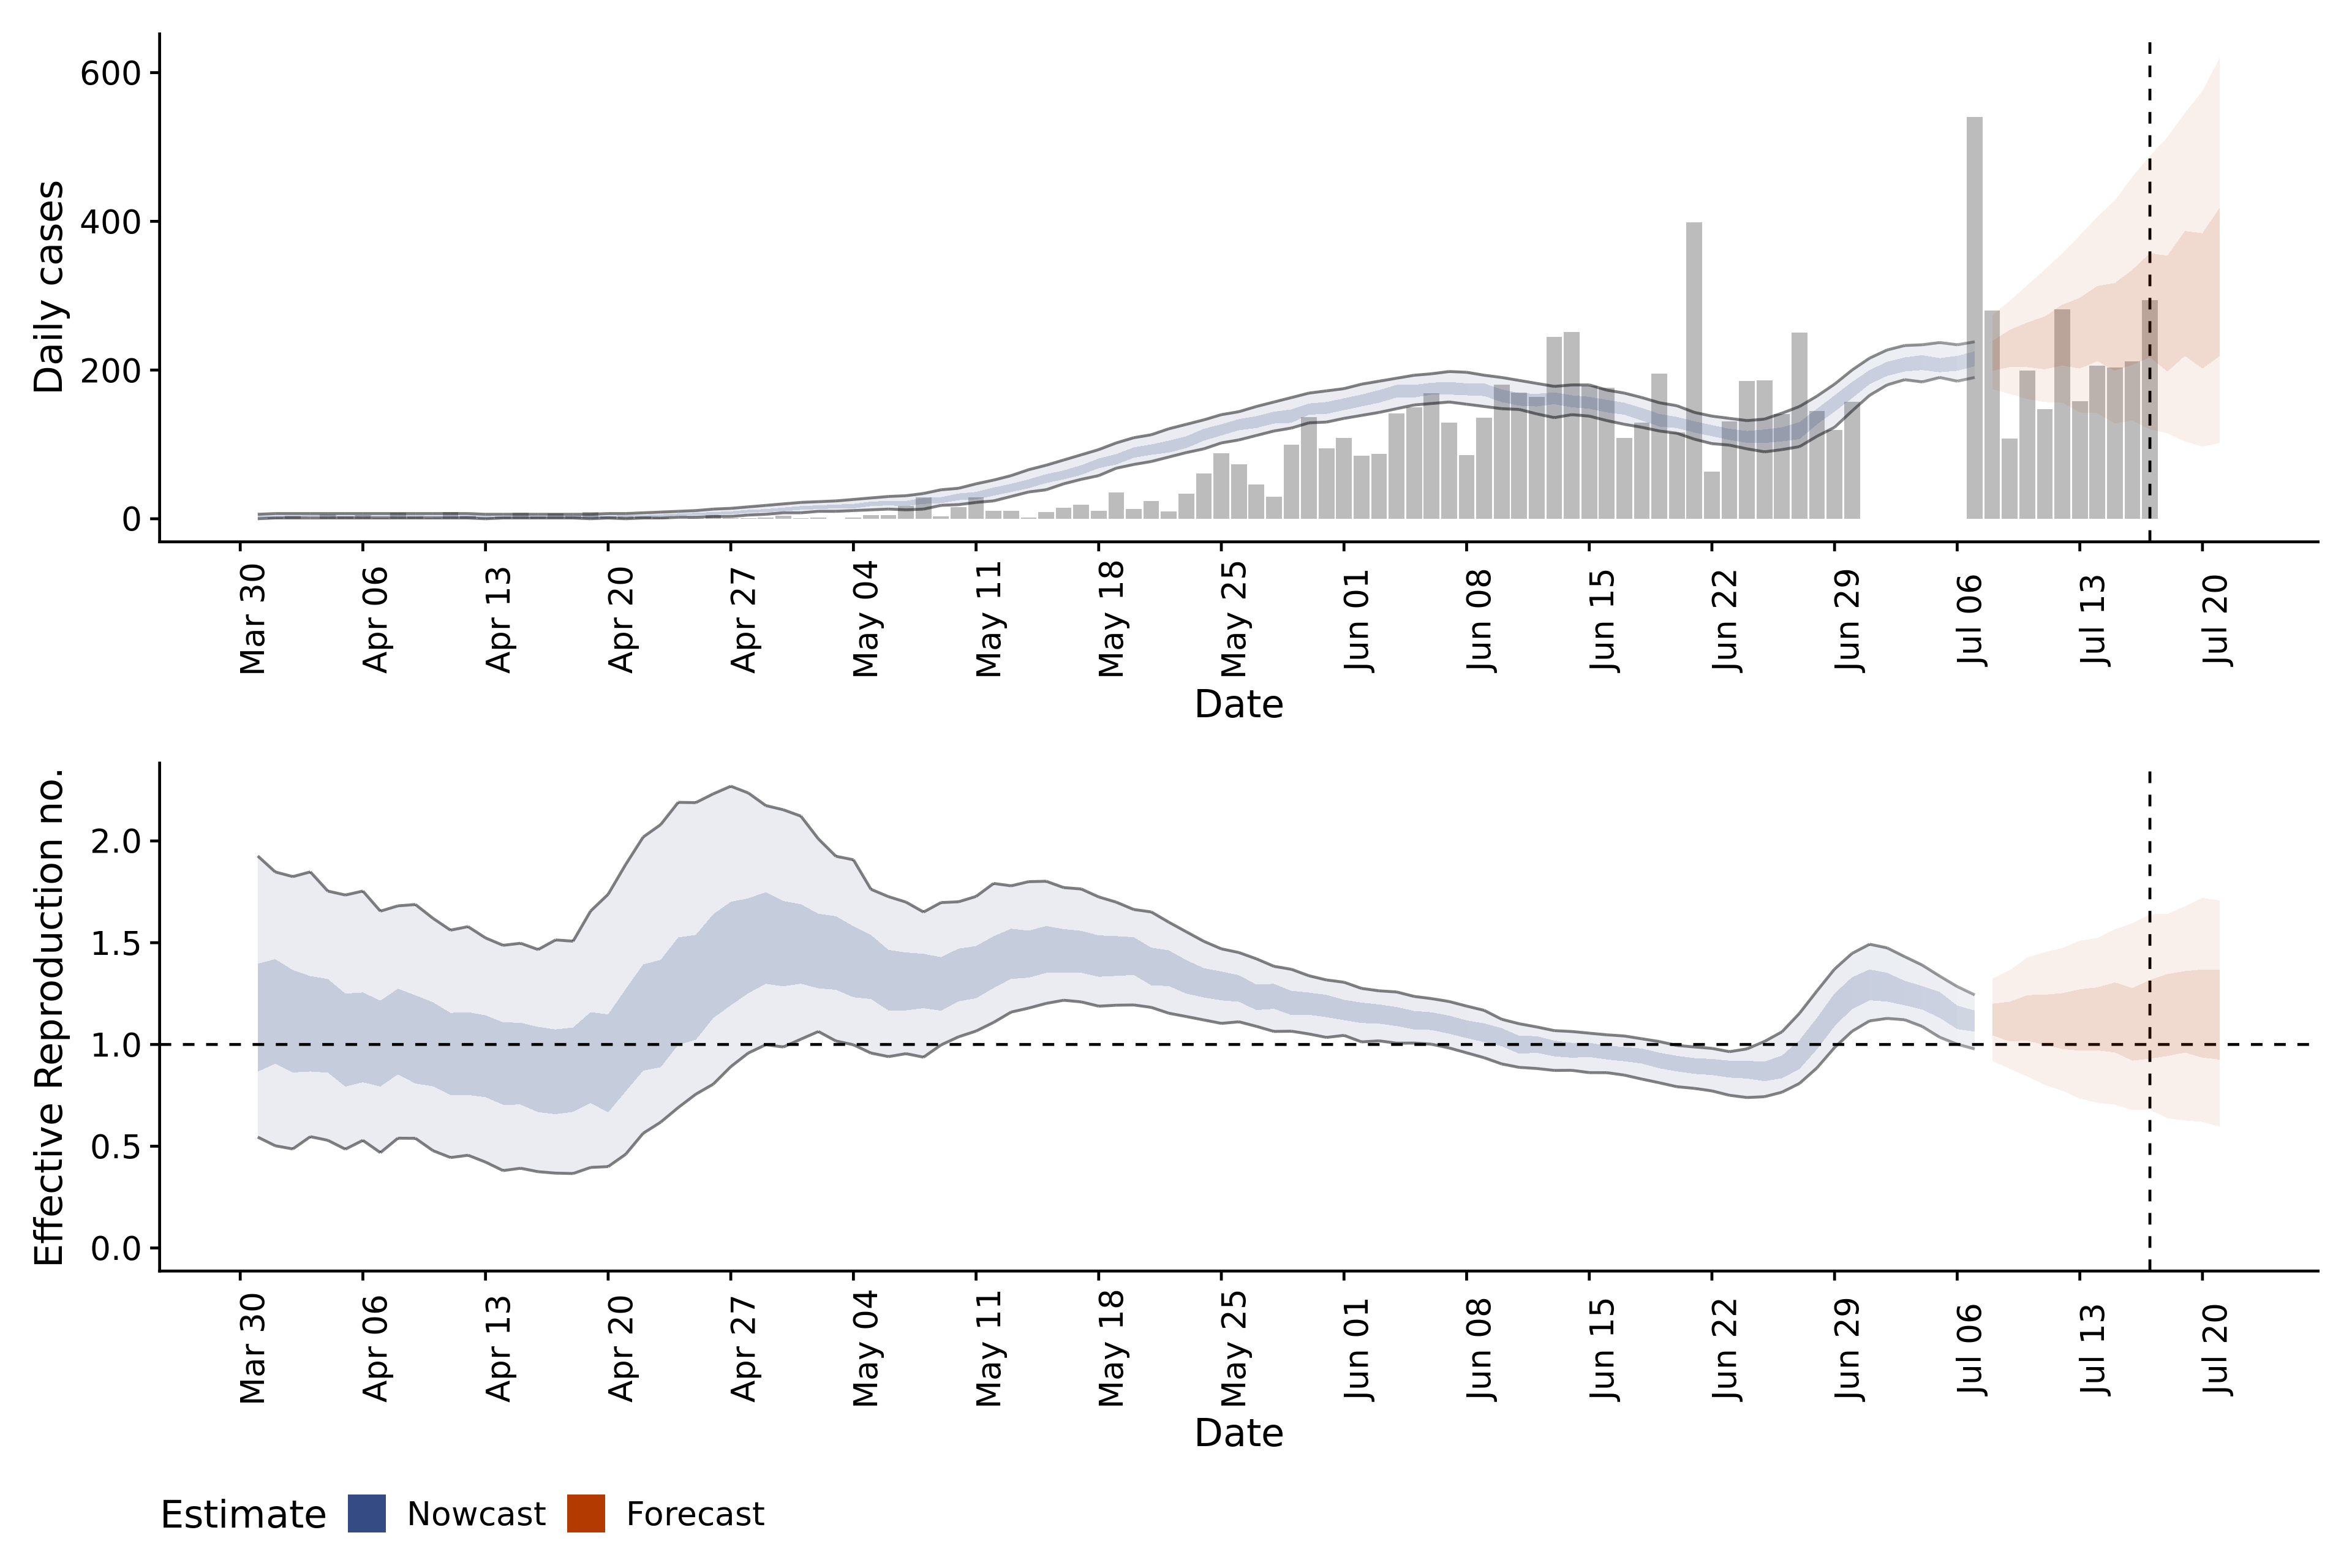 Daily cases
600
400
200
0
Mar 30
Apr 06
Apr 13
Apr 20
Apr 27
May 04
May 11
May 18
May 25
Jun 01
Jun 08
Jun 15
Jun 22
Jun 29
Jul 06
Jul 13
Jul 20
Date
Effective Reproduction no.
2.0
1.5
1.0
0.5
0.0
Mar 30
Apr 06
Apr 13
Apr 20
Apr 27
May 04
May 11
May 18
May 25
Jun 01
Jun 08
Jun 15
Jun 22
Jun 29
Jul 06
Jul 13
Jul 20
Date
Estimate Nowcast Forecast